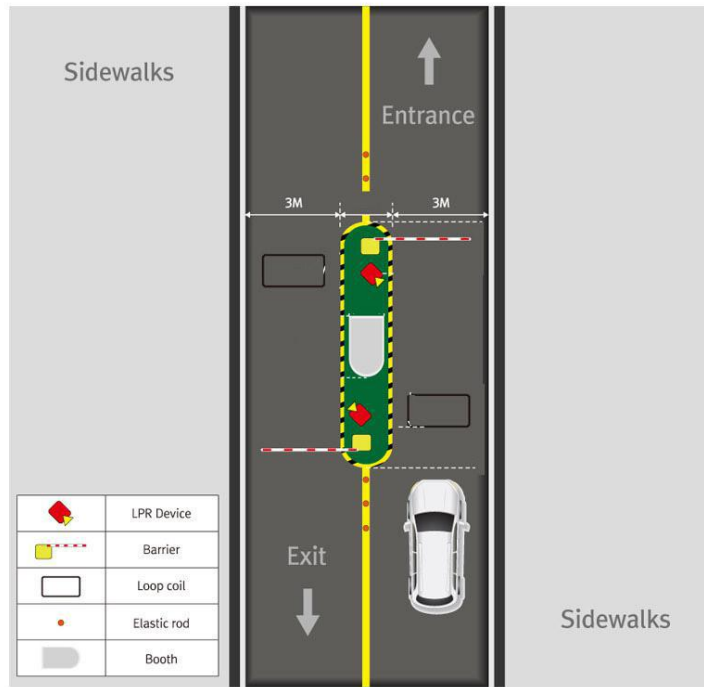 Sidewalks
Entrance
3M
3M
LPR Device
Barrier
Loop coil
Elastic rod
Booth
Exit
Sidewalks